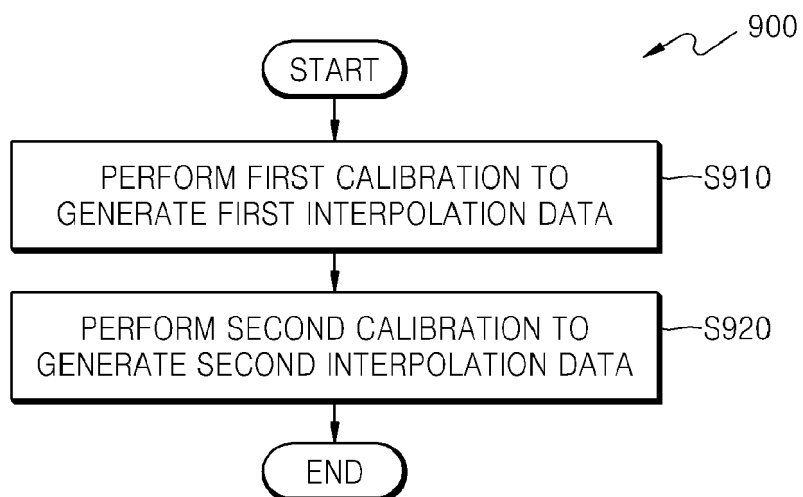 900
START
PERFORM FIRST CALIBRATION TO
GENERATE FIRST INTERPOLATION DATA
S910
PERFORM SECOND CALIBRATION TO
GENERATE SECOND INTERPOLATION DATA
S920
END